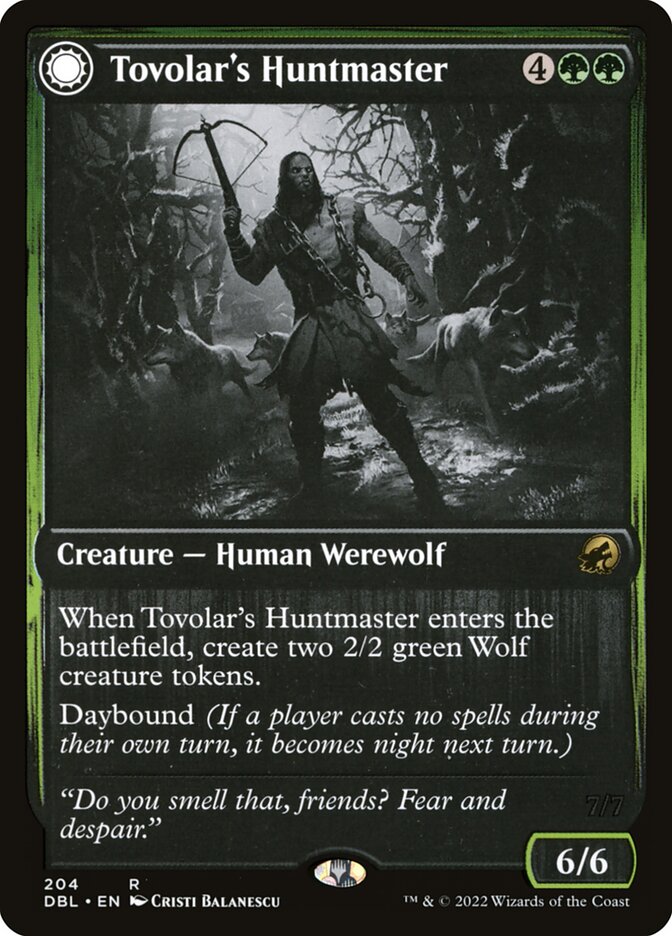 Tovolar's Huntmaster 4
Creature — Human Werewolf
When Tovolar's Huntmaster enters the
battlefield, create two 2/2 green Wolf
creature tokens.
Daybound (If a player casts no spells during
their own turn, it becomes night next turn.)
“Do you smell that, friends? Fear and
despair.”
7/7
6/6
204 R
DBL • EN Cristi Balanescu
™ & © 2022 Wizards of the Coast